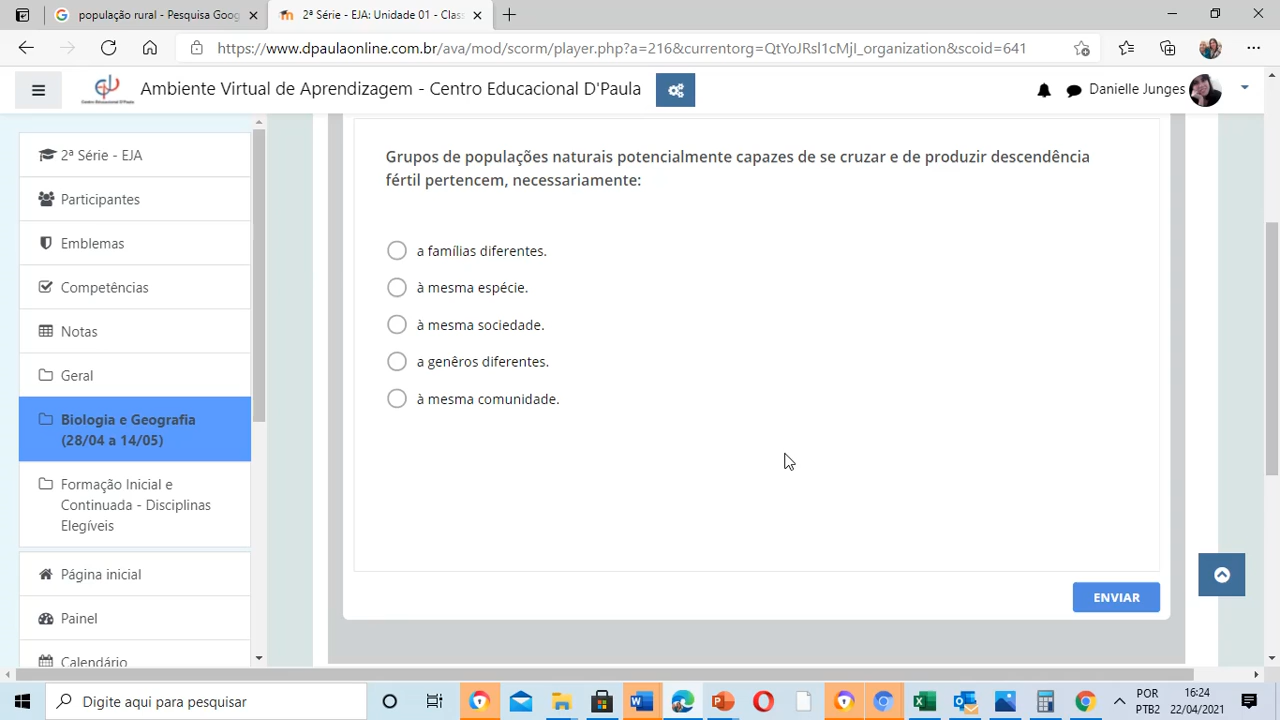 população rural - Pesquisa Goog
2ª Série - EJA: Unidade 01 - Clas
https://www.dpaulaonline.com.br/ava/mod/scorm/player.php?a=216&currentorg=QtYoJRsl1cMjI_organization&scoid=641
Centro Educacional D'Paula
Ambiente Virtual de Aprendizagem - Centro Educacional D'Paula
Danielle Junges
2ª Série - EJA
Participantes
Emblemas
Competências
Notas
Geral
Biologia e Geografia
(28/04 a 14/05)
Formação Inicial e
Continuada - Disciplinas
Elegíveis
Página inicial
Painel
Calendário
Grupos de populações naturais potencialmente capazes de se cruzar e de produzir descendência
fértil pertencem, necessariamente:
a famílias diferentes.
à mesma espécie.
à mesma sociedade.
a genêros diferentes.
à mesma comunidade.
ENVIAR
Digite aqui para pesquisar
POR
PTB2
16:24
22/04/2021